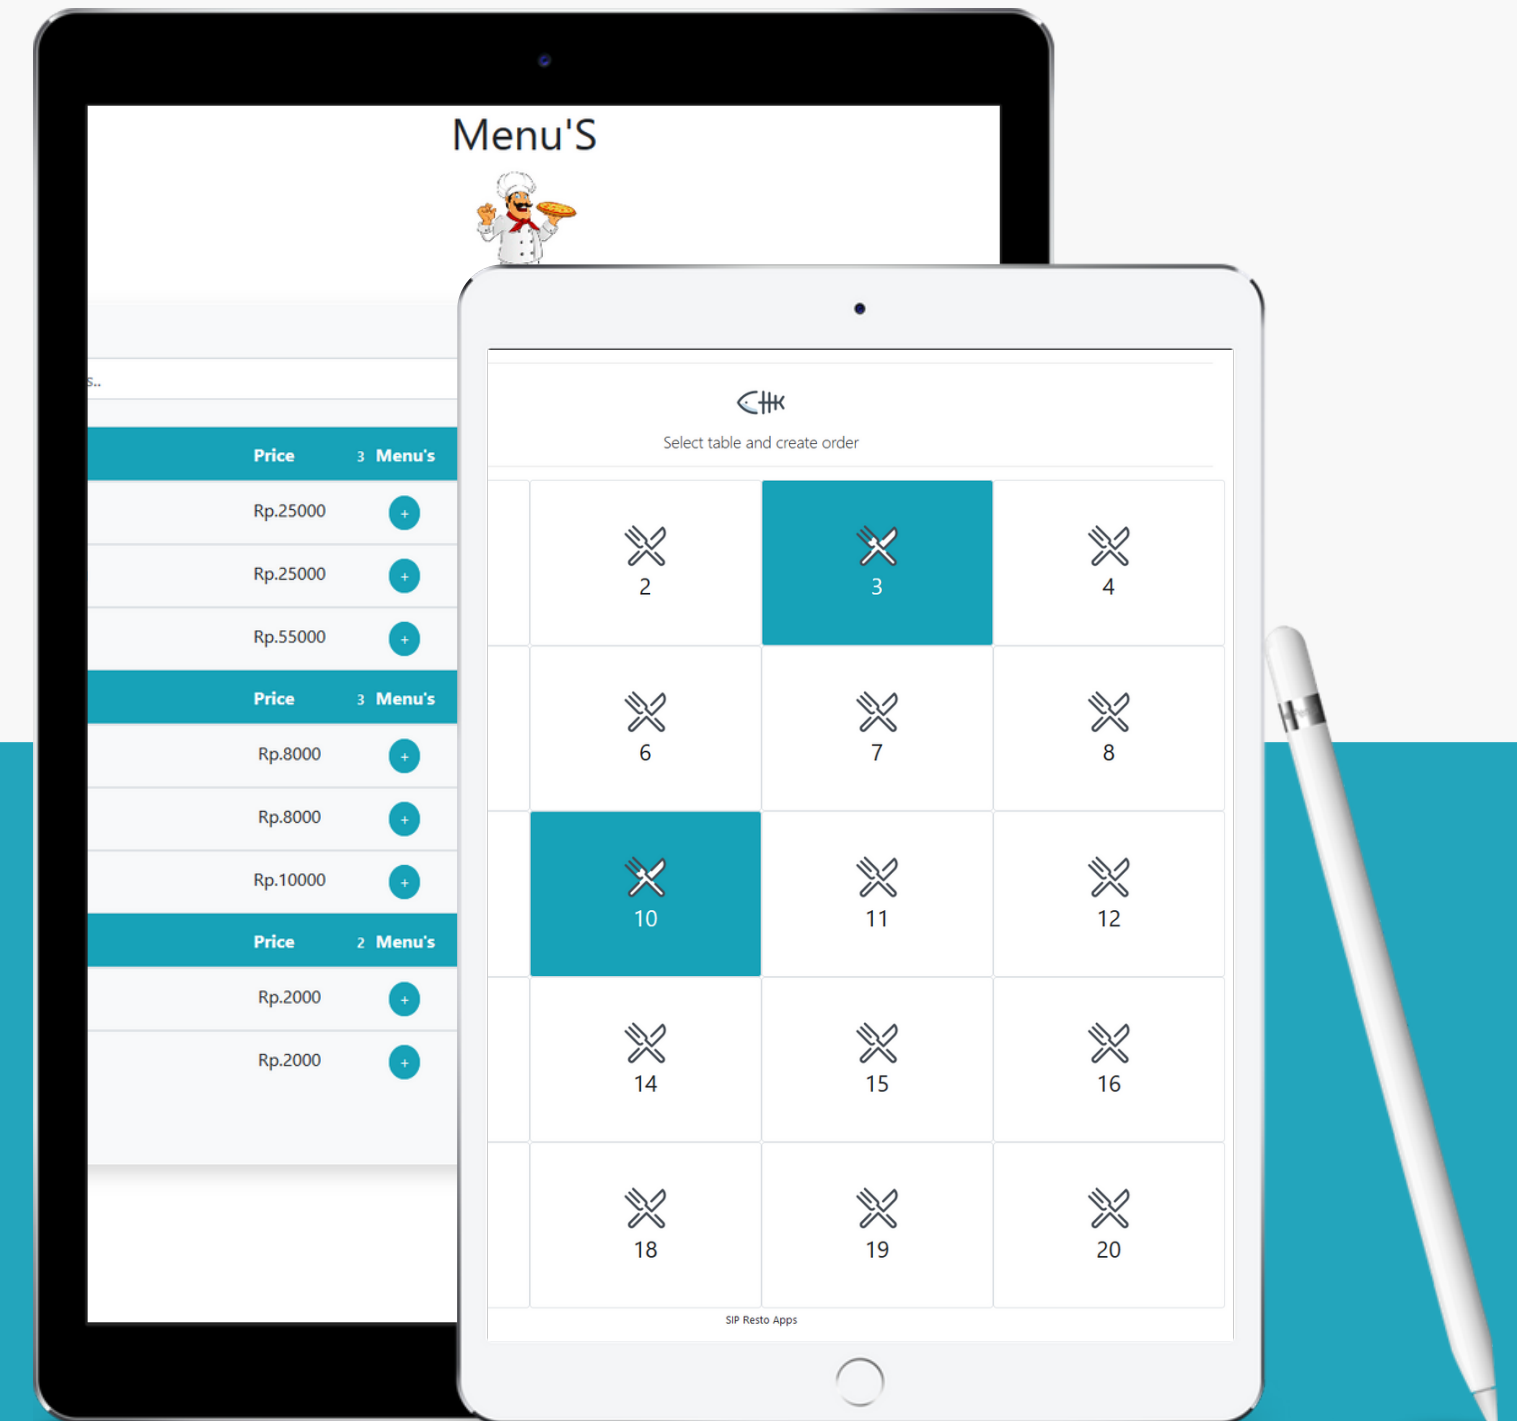 Menu'S
s..
Price 3 Menu's
Rp.25000 +
Rp.25000 +
Rp.55000 +
Price 3 Menu's
Rp.8000 +
Rp.8000 +
Rp.10000 +
Price 2 Menu's
Rp.2000 +
Rp.2000 +
Select table and create order
2 3 4
6 7 8
10 11 12
14 15 16
18 19 20
SIP Resto Apps